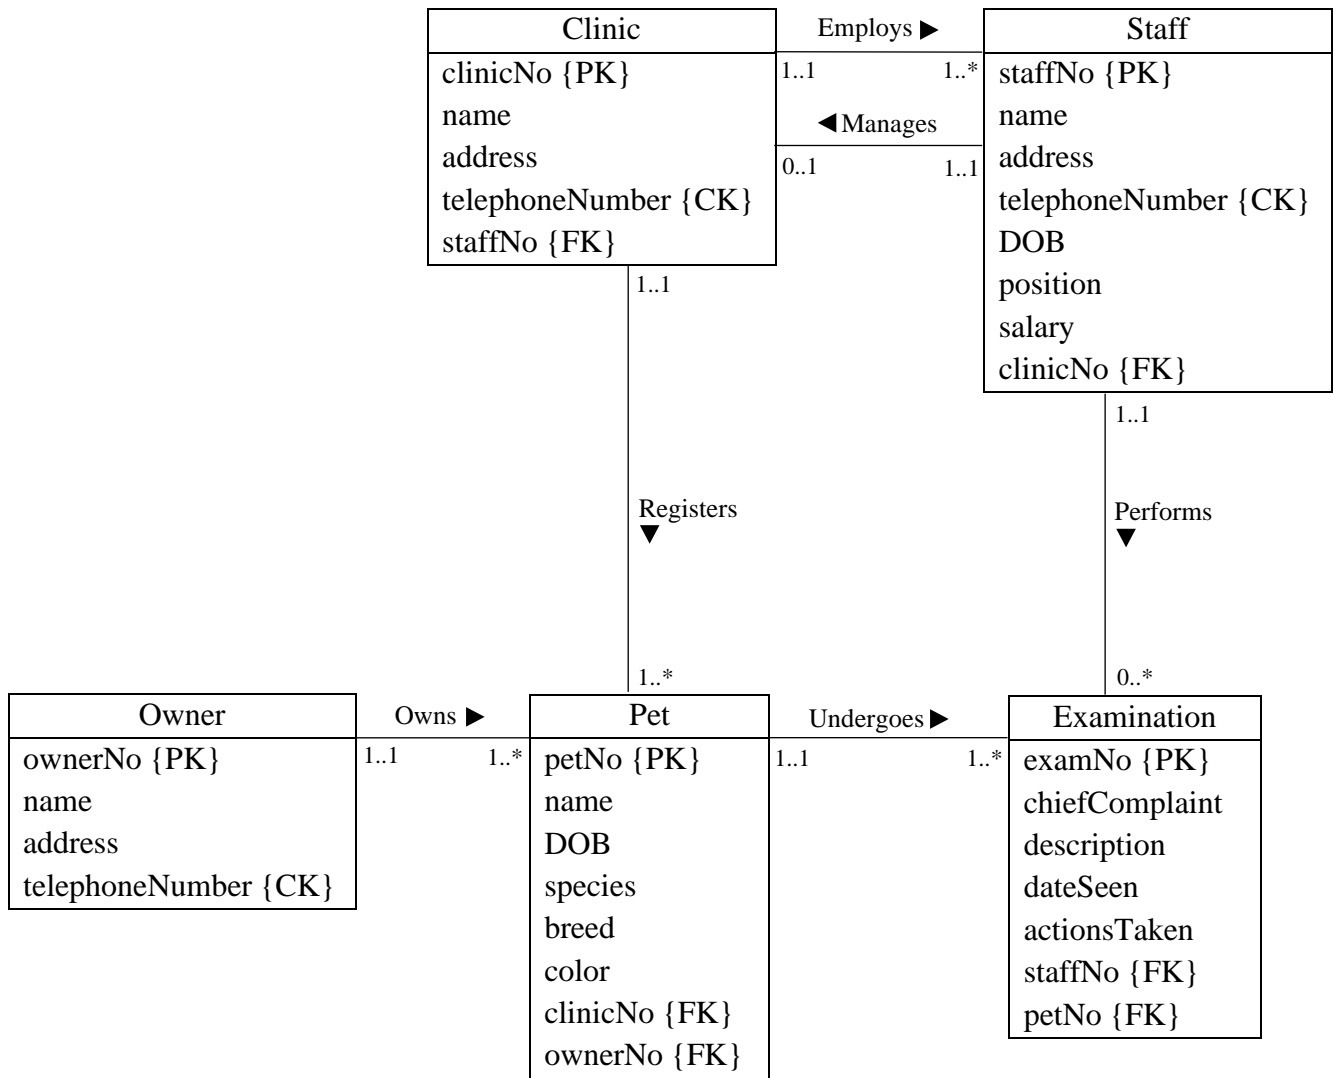 Clinic
clinicNo {PK}
name
address
telephoneNumber {CK}
staffNo {FK}
Employs
1..1
1..*
Manages
0..1
1..1
Staff
staffNo {PK}
name
address
telephoneNumber {CK}
DOB
position
salary
clinicNo {FK}
1..1
Registers
1..*
1..1
Performs
0..*
Owner
ownerNo {PK}
name
address
telephoneNumber {CK}
Owns
1..1
1..*
Pet
petNo {PK}
name
DOB
species
breed
color
clinicNo {FK}
ownerNo {FK}
Undergoes
1..1
1..*
Examination
examNo {PK}
chiefComplaint
description
dateSeen
actionsTaken
staffNo {FK}
petNo {FK}